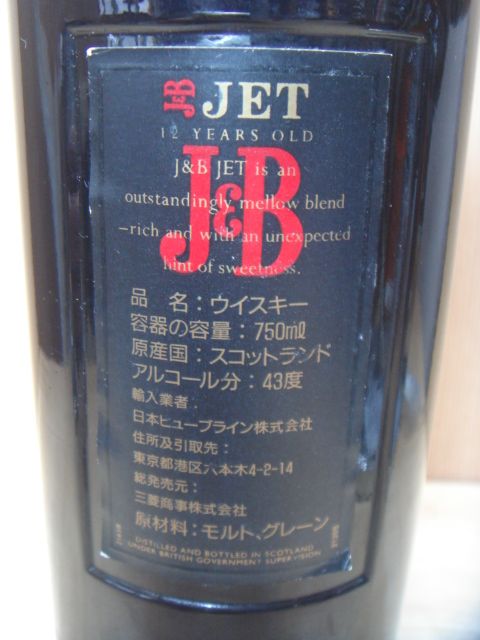 J&B JET
12 YEARS OLD
J&B
J&B JET is an
outstandingly mellow blend
–rich and with an unexpected
hint of sweetness.
品 名：ウイスキー
容器の容量：750mℓ
原産国：スコットランド
アルコール分：43度
輸入業者：
日本ヒューブライン株式会社
住所及引取先：
東京都港区六本木4-2-14
総発売元：
三菱商事株式会社
原材料：モルト、グレーン
DISTILLED AND BOTTLED IN SCOTLAND
UNDER BRITISH GOVERNMENT SUPERVISION